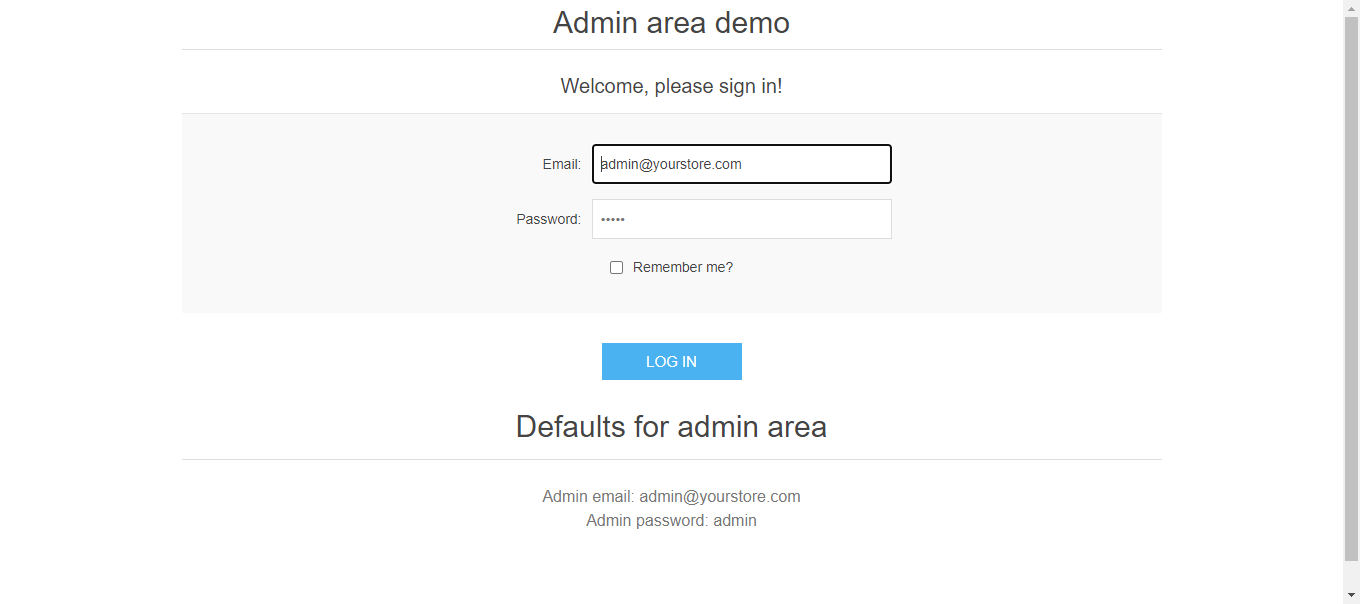 Admin area demo
Welcome, please sign in!
Email: admin@yourstore.com
Password: •••••
Remember me?
LOG IN
Defaults for admin area
Admin email: admin@yourstore.com
Admin password: admin